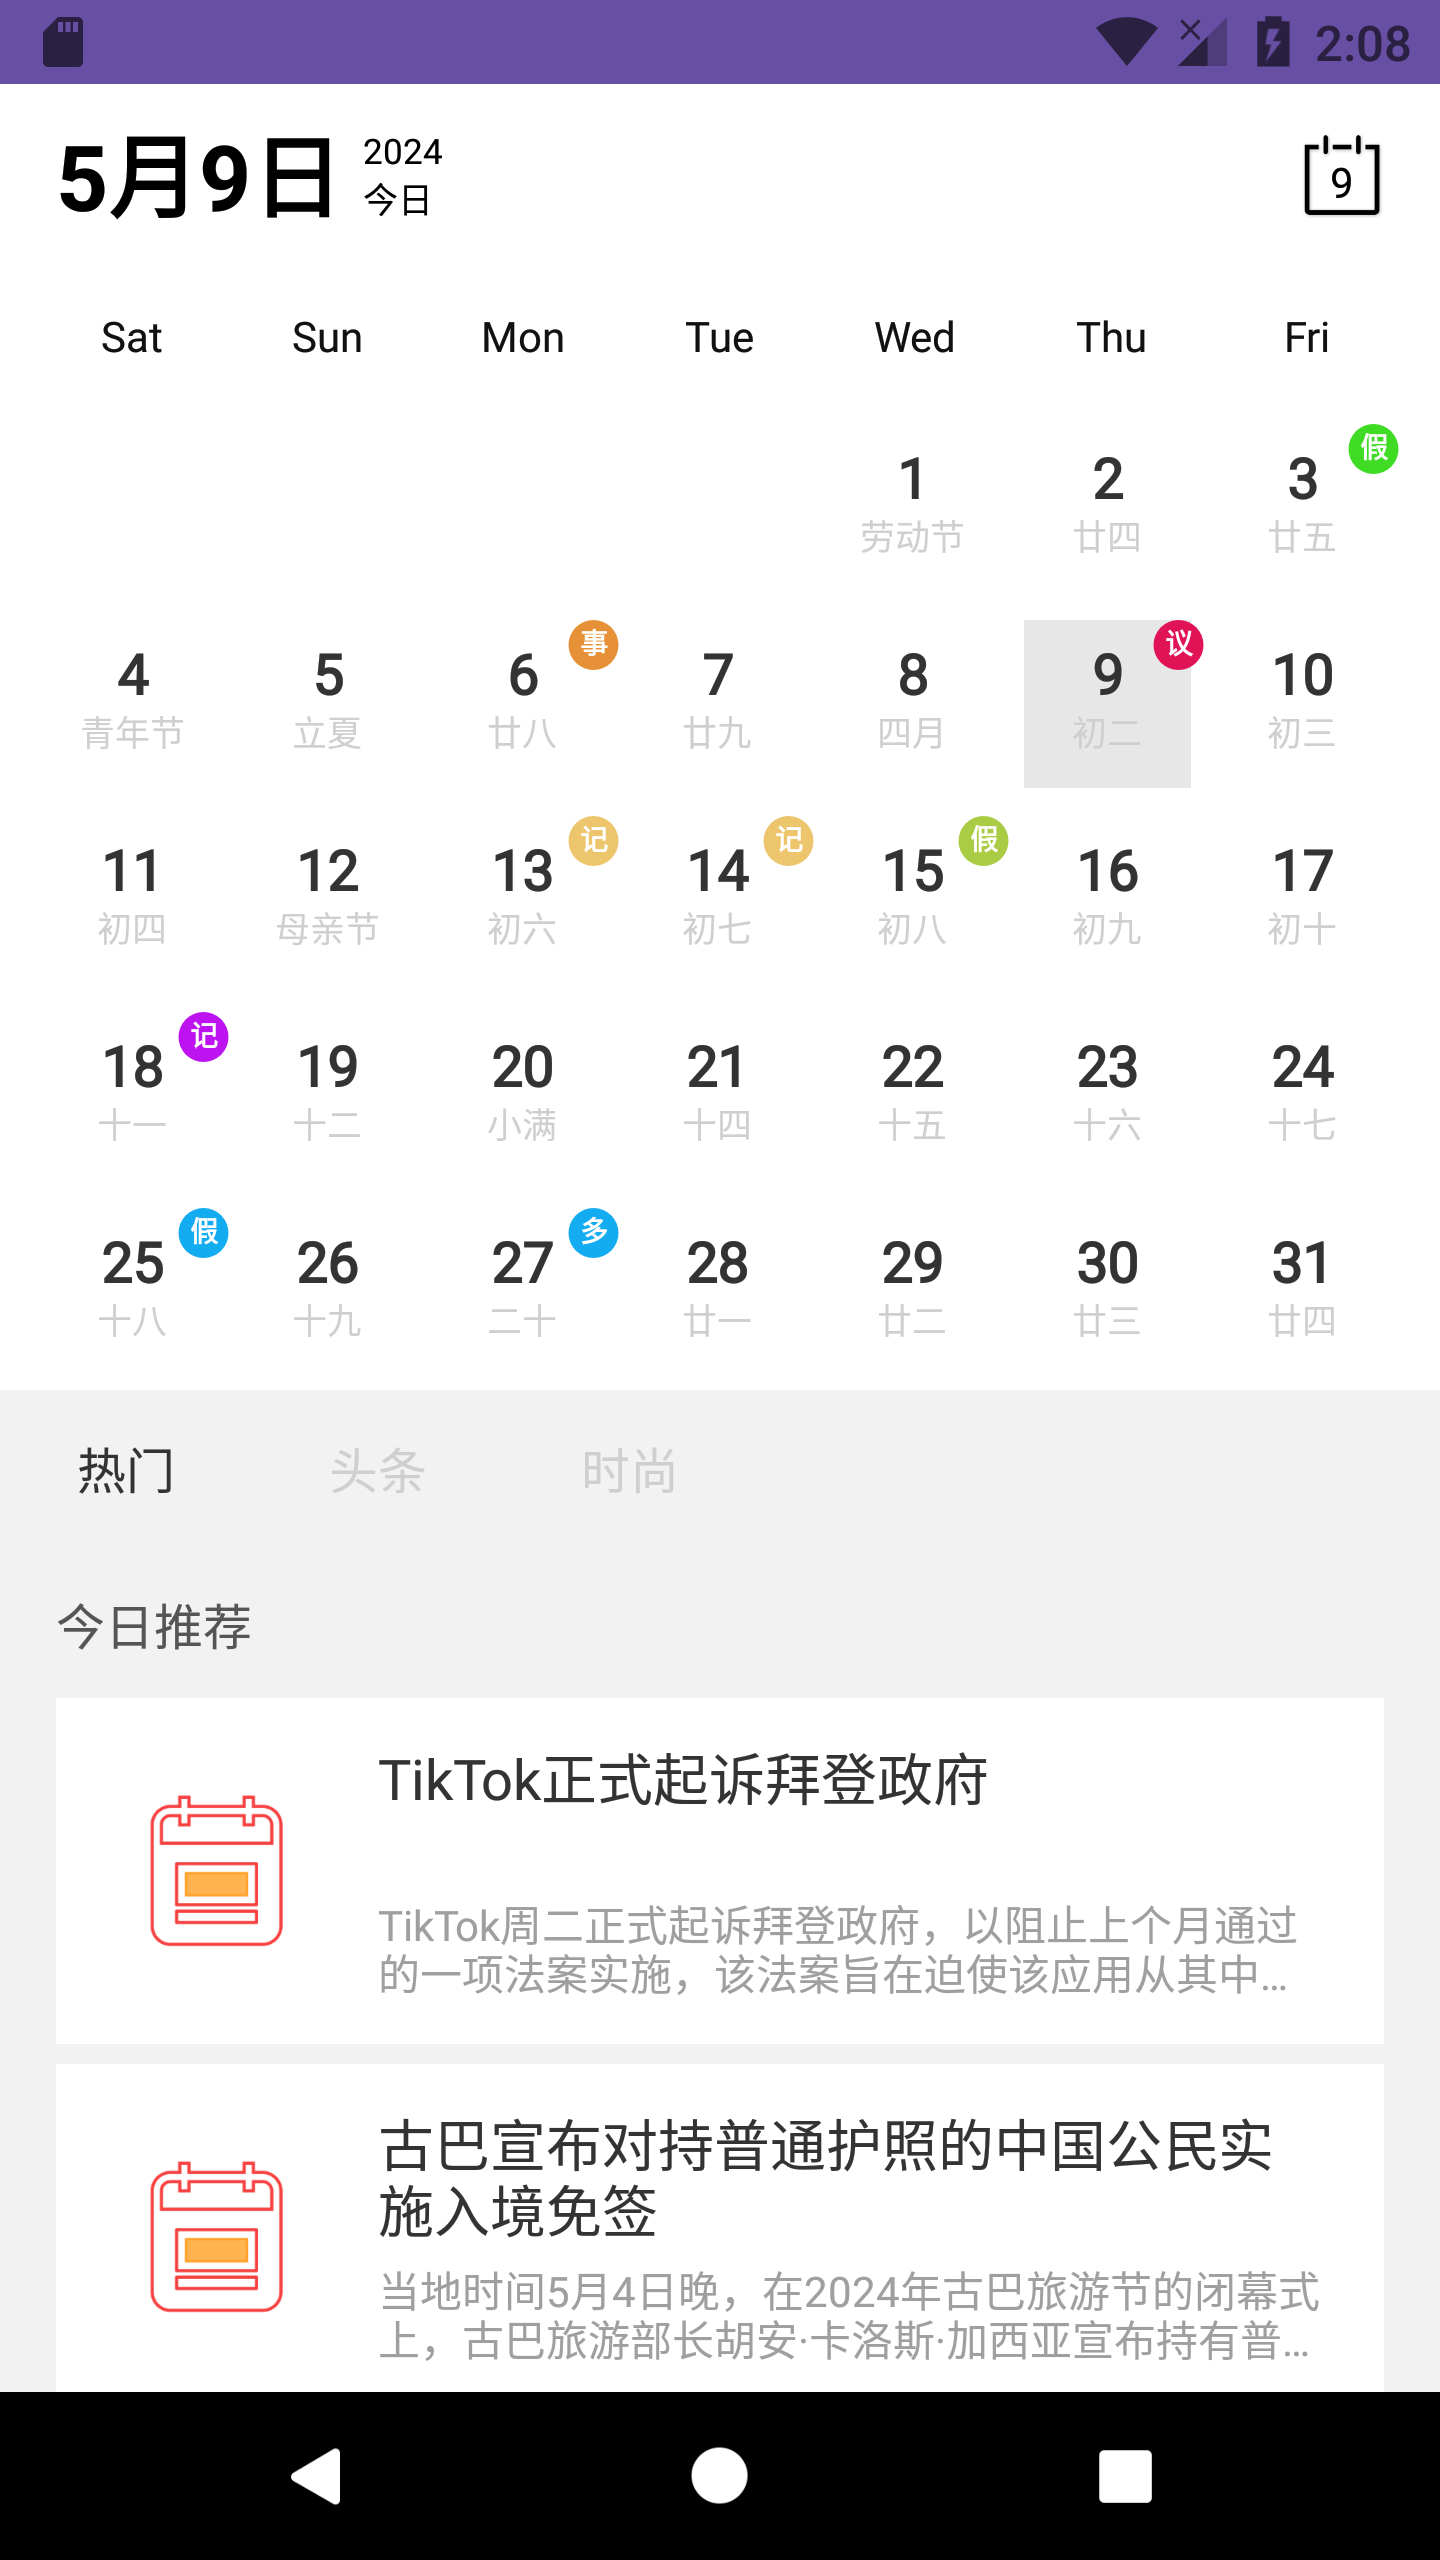 2:08
5月9日
2024
今日
9
Sat Sun Mon Tue Wed Thu Fri
假
1 2 3
劳动节 廿四 廿五
事 议
4 5 6 7 8 9 10
青年节 立夏 廿八 廿九 四月 初二 初三
记 记 假
11 12 13 14 15 16 17
初四 母亲节 初六 初七 初八 初九 初十
记
18 19 20 21 22 23 24
十一 十二 小满 十四 十五 十六 十七
假 多
25 26 27 28 29 30 31
十八 十九 二十 廿一 廿二 廿三 廿四
热门 头条 时尚
今日推荐
TikTok正式起诉拜登政府
TikTok周二正式起诉拜登政府，以阻止上个月通过
的一项法案实施，该法案旨在迫使该应用从其中...
古巴宣布对持普通护照的中国公民实
施入境免签
当地时间5月4日晚，在2024年古巴旅游节的闭幕式
上，古巴旅游部长胡安·卡洛斯·加西亚宣布持有普...